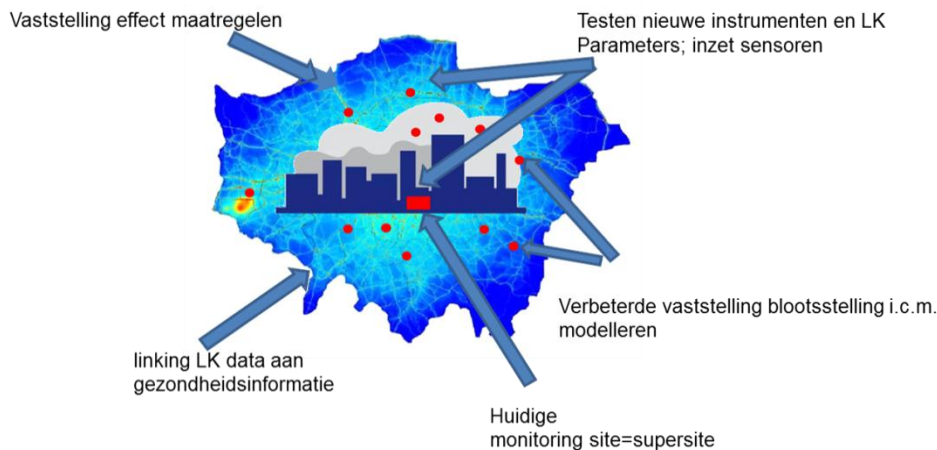 Vaststelling effect maatregelen
Testen nieuwe instrumenten en LK
Parameters; inzet sensoren
Verbeterde vaststelling blootsstelling i.c.m.
modelleren
linking LK data aan
gezondheidsinformatie
Huidige
monitoring site=supersite